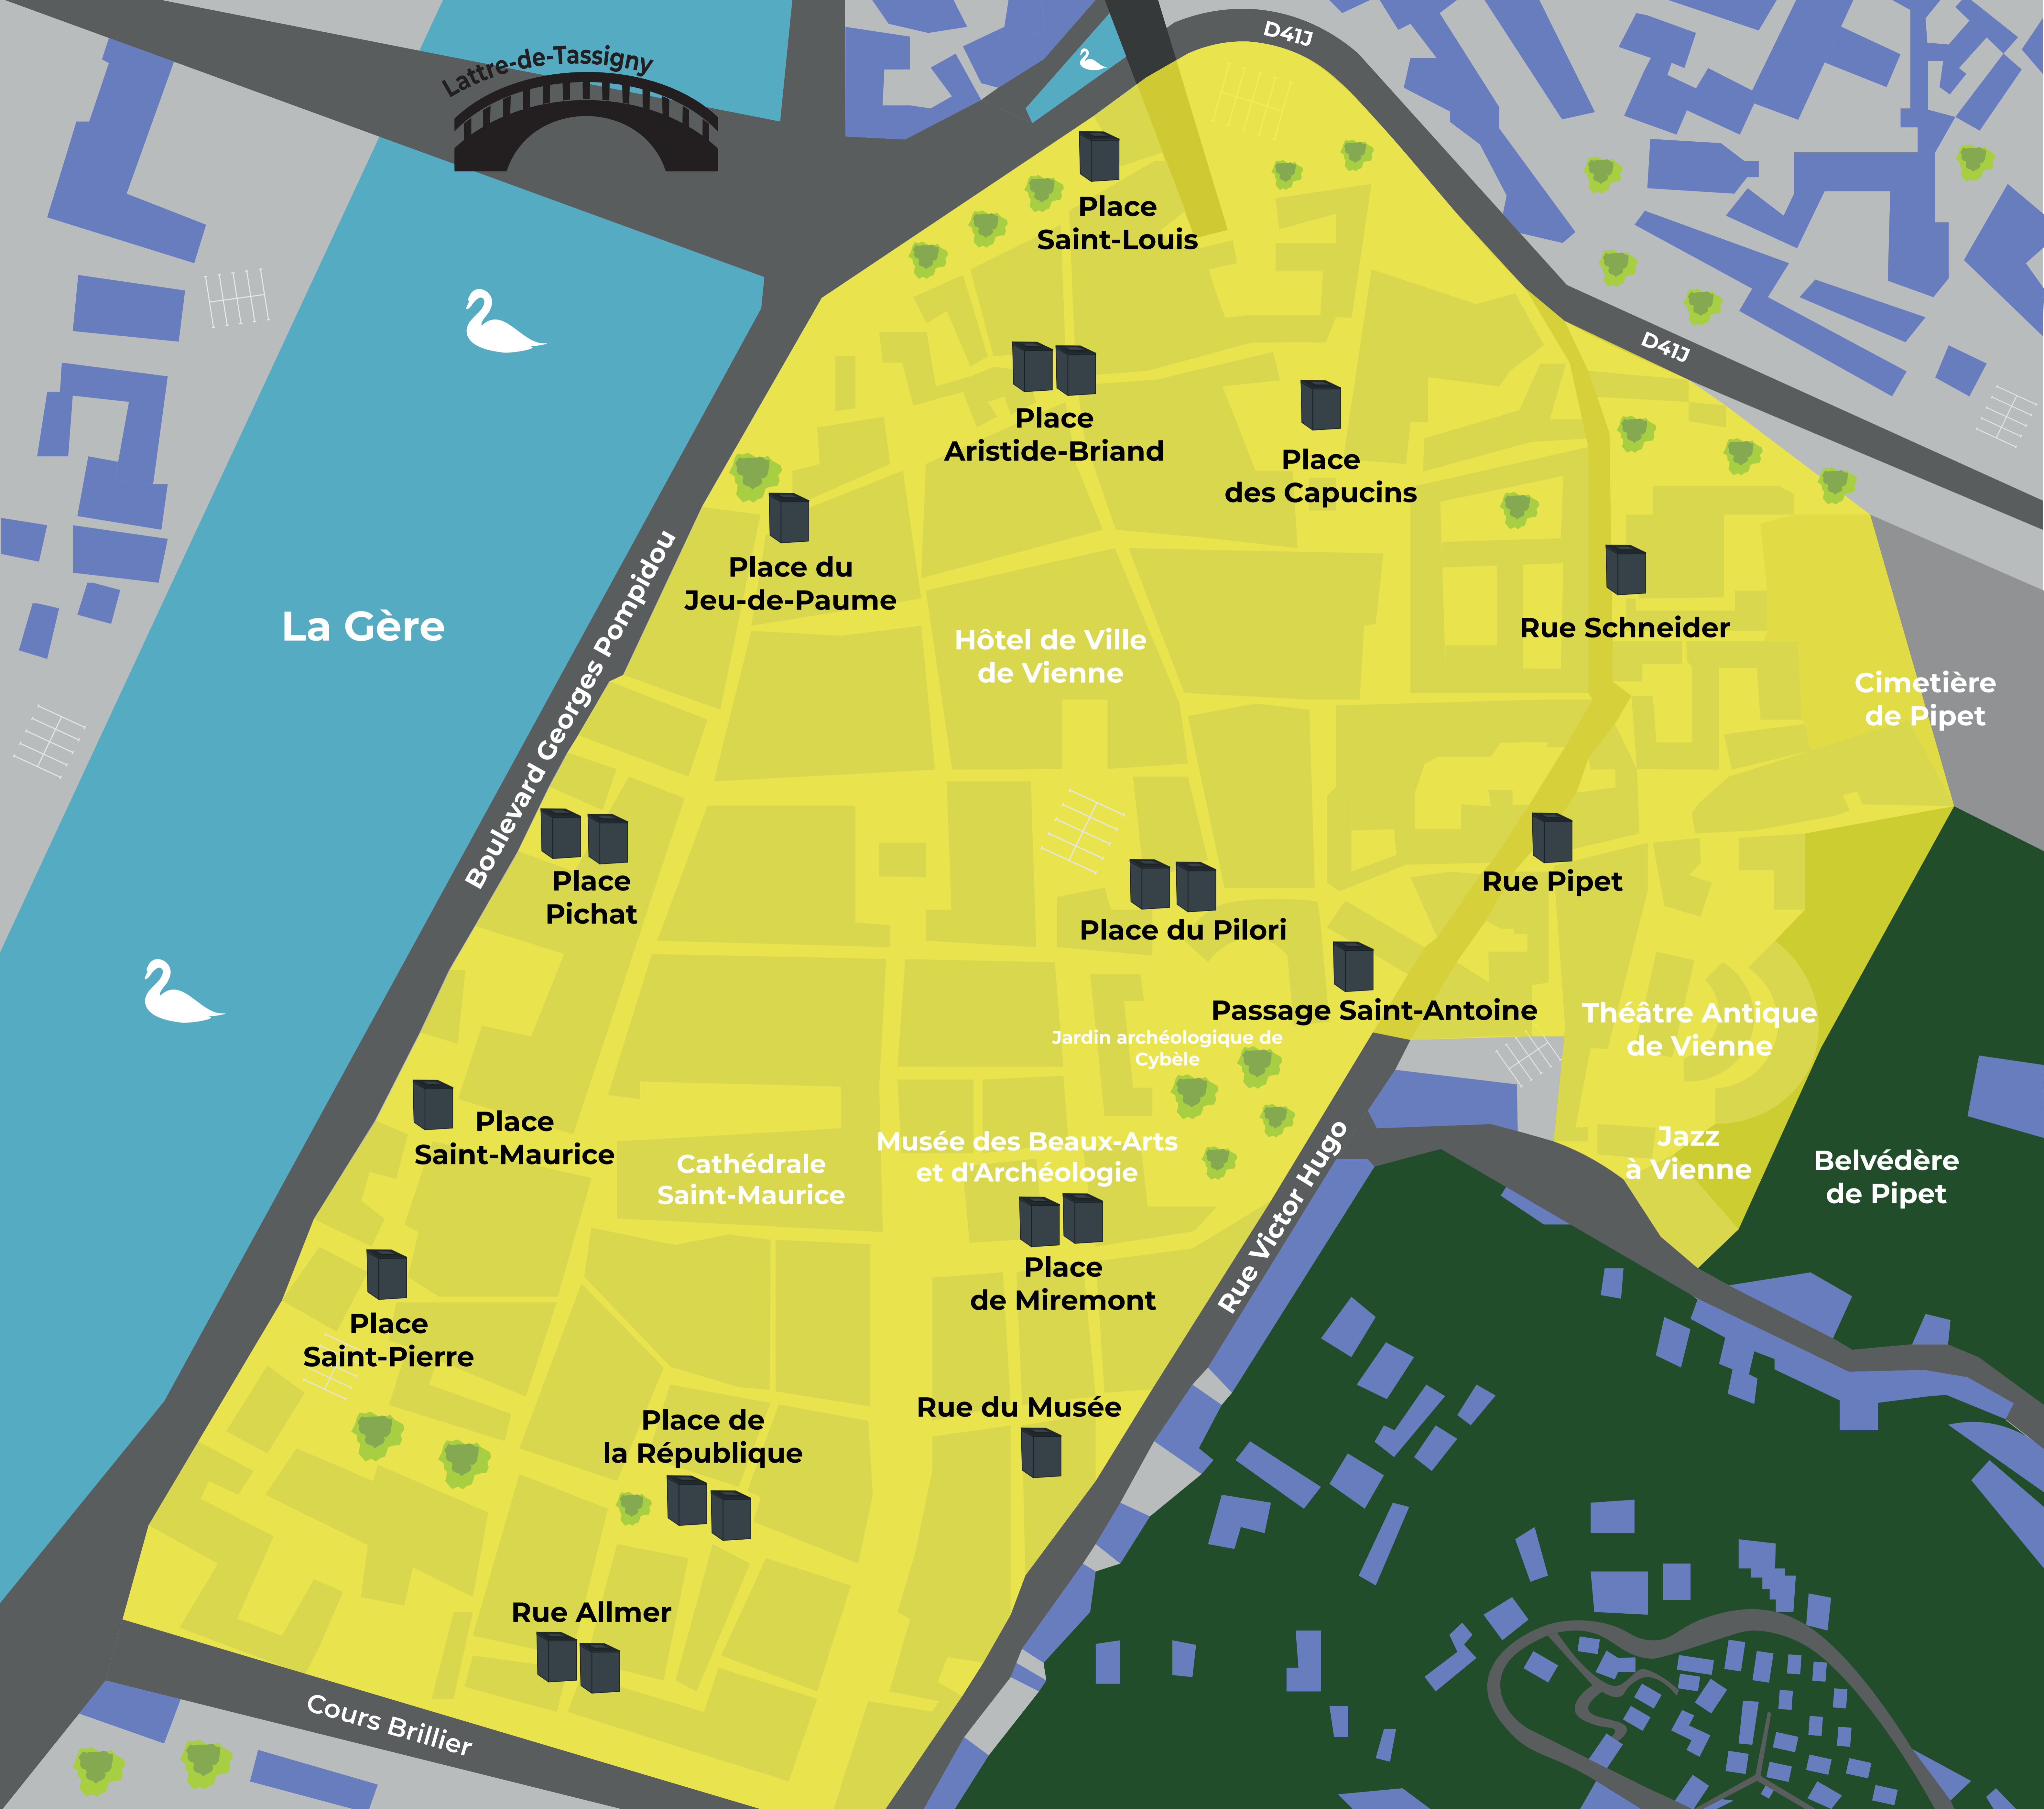 D41J
Lattre-de-Tassigny
Place
Saint-Louis
D41J
Place
Aristide-Briand
Place
des Capucins
Place du
Jeu-de-Paume
La Gère
Boulevard Georges Pompidou
Hôtel de Ville
de Vienne
Rue Schneider
Cimetière
de Pipet
Place
Pichat
Rue Pipet
Place du Pilori
Passage Saint-Antoine
Jardin archéologique de
Cybèle
Théâtre Antique
de Vienne
Place
Saint-Maurice
Cathédrale
Saint-Maurice
Musée des Beaux-Arts
et d'Archéologie
Jazz
à Vienne
Belvédère
de Pipet
Rue Victor Hugo
Place
de Miremont
Place
Saint-Pierre
Rue du Musée
Place de
la République
Rue Allmer
Cours Brillier